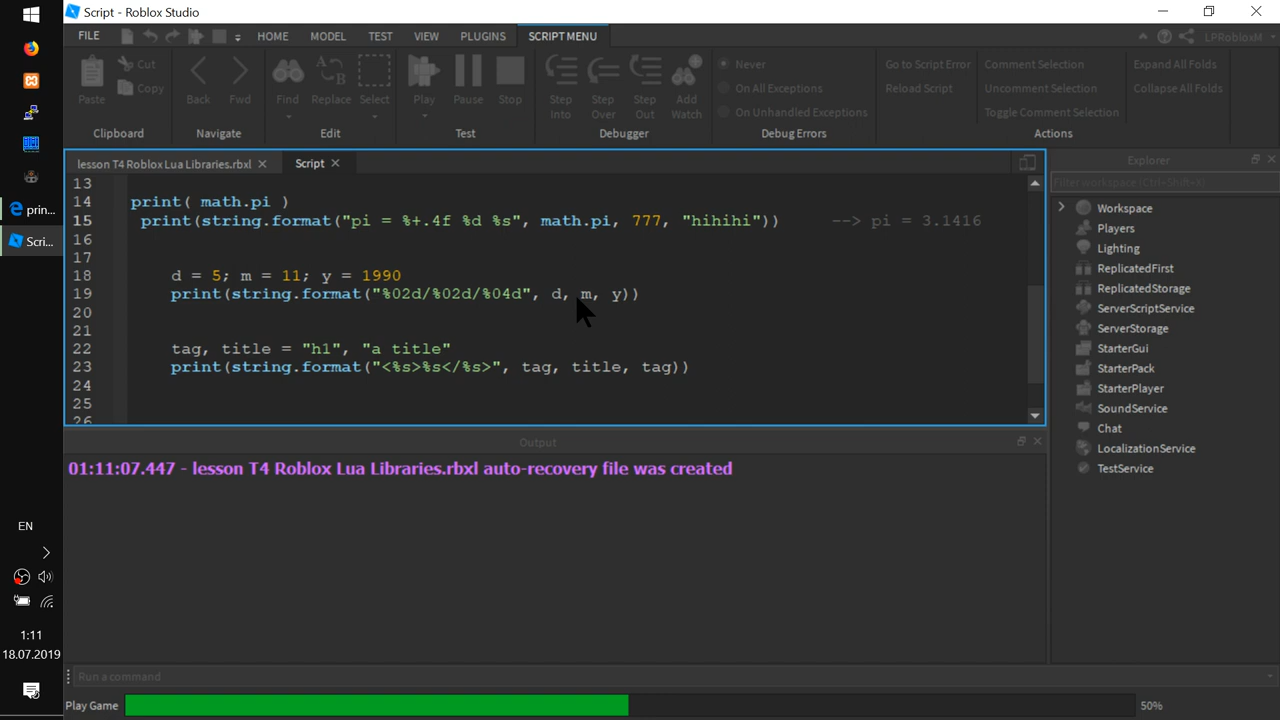 Script - Roblox Studio
FILE HOME MODEL TEST VIEW PLUGINS SCRIPT MENU LPRobloxM
Paste Cut Copy Back Fwd Find Replace Select Play Pause Stop Step Into Step Over Step Out Add Watch
Never
On All Exceptions
On Unhandled Exceptions
Go to Script Error
Reload Script
Comment Selection
Uncomment Selection
Toggle Comment Selection
Expand All Folds
Collapse All Folds
Clipboard Navigate Edit Test Debugger Debug Errors Actions
lesson T4 Roblox Lua Libraries.rbxl Script
13
14 print( math.pi )
15 print(string.format("pi = %+.4f %d %s", math.pi, 777, "hihihi")) --> pi = 3.1416
16
17
18 d = 5; m = 11; y = 1990
19 print(string.format("%02d/%02d/%04d", d, m, y))
20
21
22 tag, title = "h1", "a title"
23 print(string.format("<%s>%s</%s>", tag, title, tag))
24
25
26
Output
01:11:07.447 - lesson T4 Roblox Lua Libraries.rbxl auto-recovery file was created
Run a command
Play Game 50%
Explorer
Filter workspace (Ctrl+Shift+X)
Workspace
Players
Lighting
ReplicatedFirst
ReplicatedStorage
ServerScriptService
ServerStorage
StarterGui
StarterPack
StarterPlayer
SoundService
Chat
LocalizationService
TestService
prin...
Scri...
EN
1:11
18.07.2019